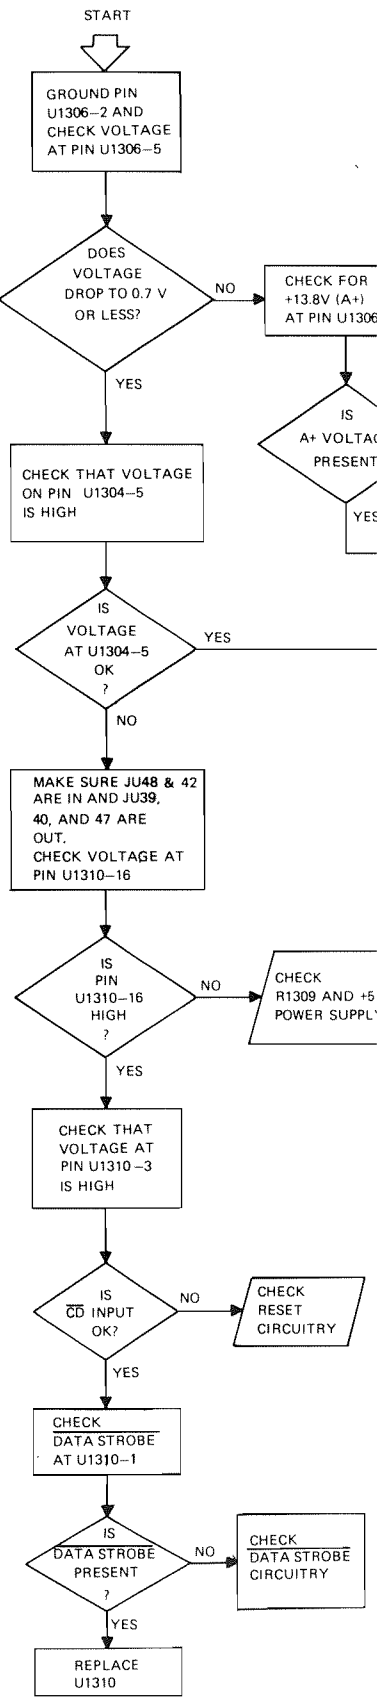 START
GROUND PIN
U1306-2 AND
CHECK VOLTAGE
AT PIN U1306-5
DOES
VOLTAGE
DROP TO 0.7 V
OR LESS?
NO
CHECK FOR
+13.8V (A+)
AT PIN U1306
YES
IS
A+ VOLTAG
PRESENT
YES
CHECK THAT VOLTAGE
ON PIN U1304-5
IS HIGH
IS
VOLTAGE
AT U1304-5
OK
?
YES
NO
MAKE SURE JU48 & 42
ARE IN AND JU39,
40, AND 47 ARE
OUT.
CHECK VOLTAGE AT
PIN U1310-16
IS
PIN
U1310-16
HIGH
?
NO
CHECK
R1309 AND +5
POWER SUPPLY
YES
CHECK THAT
VOLTAGE AT
PIN U1310-3
IS HIGH
IS
C̅D̅ INPUT
OK?
NO
CHECK
RESET
CIRCUITRY
YES
CHECK
DATA STROBE
AT U1310-1
IS
DATA STROBE
PRESENT
?
NO
CHECK
DATA STROBE
CIRCUITRY
YES
REPLACE
U1310